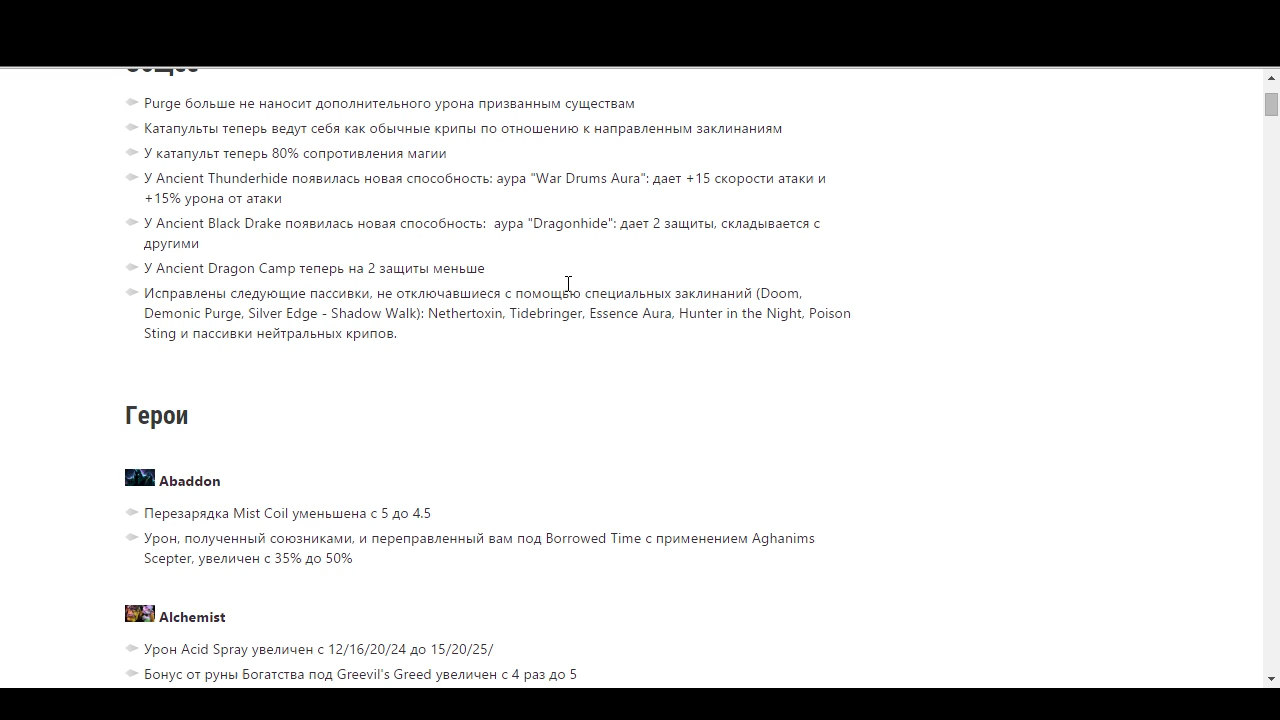 Общее
Purge больше не наносит дополнительного урона призванным существам
Катапульты теперь ведут себя как обычные крипы по отношению к направленным заклинаниям
У катапульт теперь 80% сопротивления магии
У Ancient Thunderhide появилась новая способность: аура "War Drums Aura": дает +15 скорости атаки и
+15% урона от атаки
У Ancient Black Drake появилась новая способность:  аура "Dragonhide": дает 2 защиты, складывается с
другими
У Ancient Dragon Camp теперь на 2 защиты меньше
Исправлены следующие пассивки, не отключавшиеся с помощью специальных заклинаний (Doom,
Demonic Purge, Silver Edge - Shadow Walk): Nethertoxin, Tidebringer, Essence Aura, Hunter in the Night, Poison
Sting и пассивки нейтральных крипов.
Герои
Abaddon
Перезарядка Mist Coil уменьшена с 5 до 4.5
Урон, полученный союзниками, и переправленный вам под Borrowed Time с применением Aghanims
Scepter, увеличен с 35% до 50%
Alchemist
Урон Acid Spray увеличен с 12/16/20/24 до 15/20/25/
Бонус от руны Богатства под Greevil's Greed увеличен с 4 раз до 5